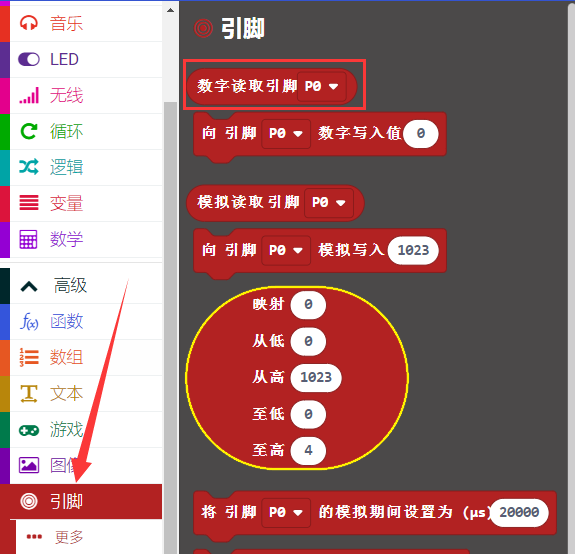 音乐
LED
无线
循环
逻辑
变量
数学
高级
函数
数组
文本
游戏
图像
引脚
更多
引脚
数字读取引脚 P0
向 引脚 P0 数字写入值 0
模拟读取引脚 P0
向 引脚 P0 模拟写入 1023
映射 0
从低 0
从高 1023
至低 0
至高 4
将 引脚 P0 的模拟期间设置为 (µs) 20000